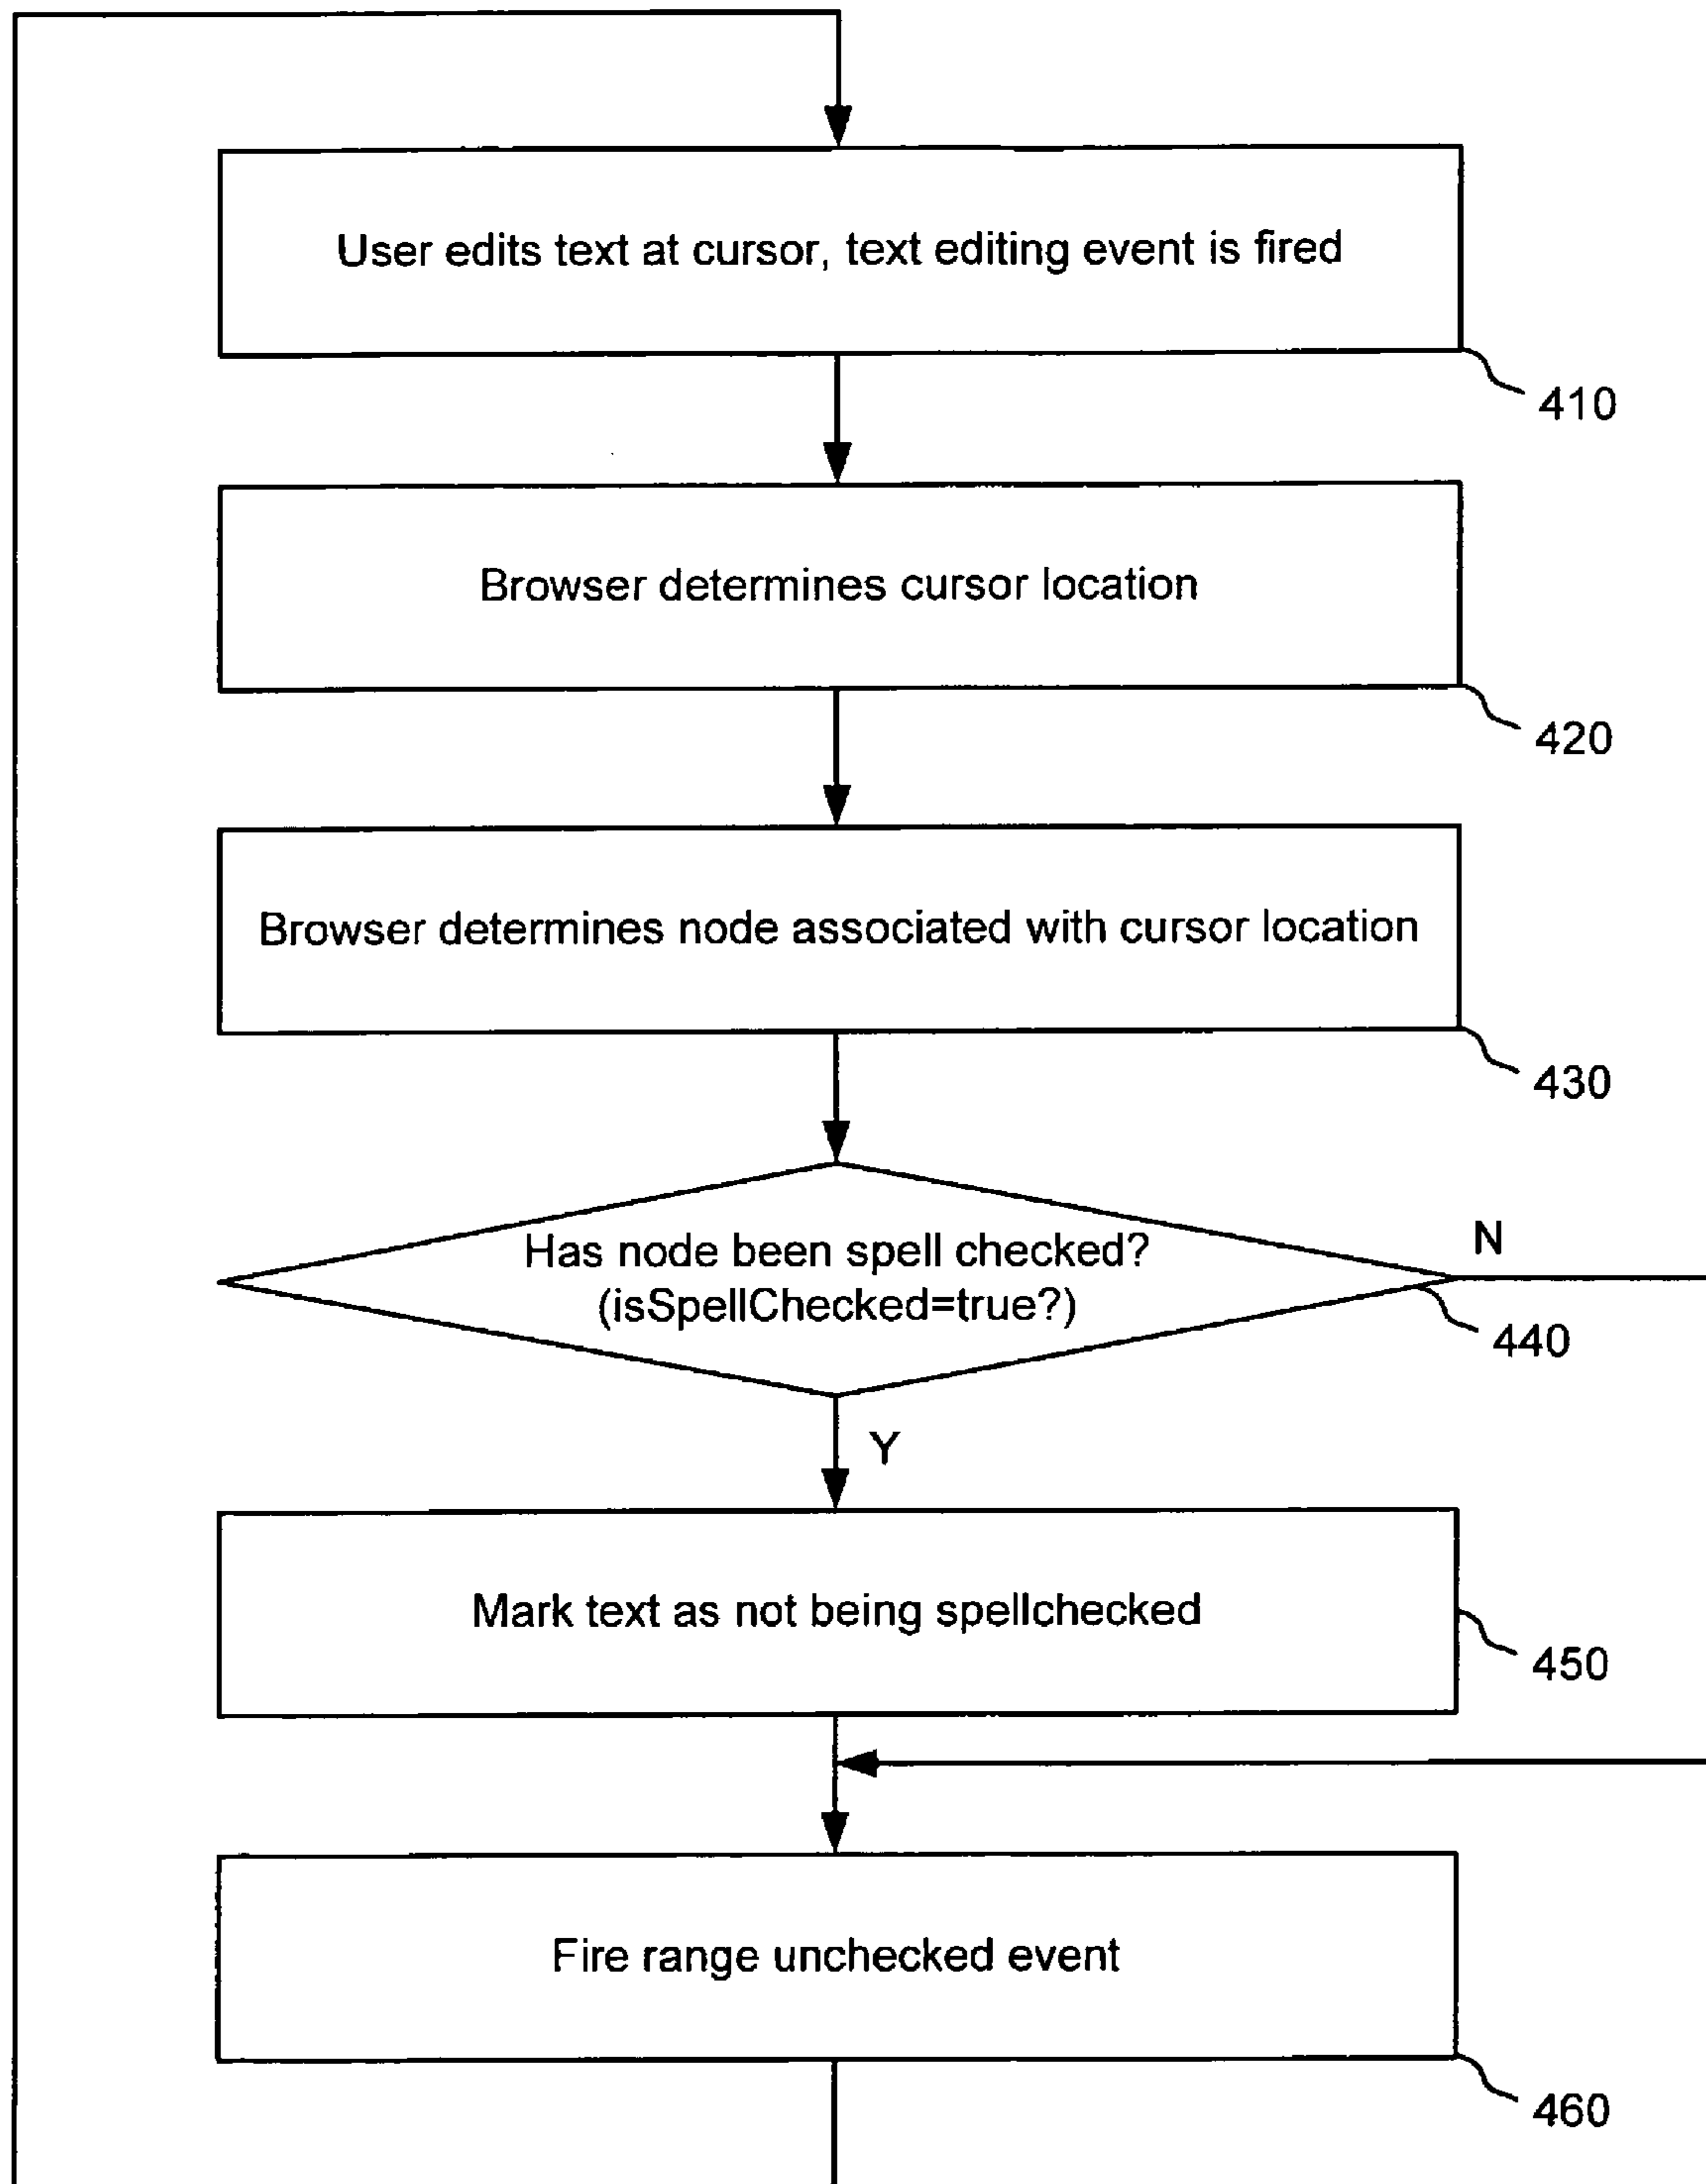 User edits text at cursor, text editing event is fired
410
Browser determines cursor location
420
Browser determines node associated with cursor location
430
Has node been spell checked?
(isSpellChecked=true?)
N
440
Y
Mark text as not being spellchecked
450
Fire range unchecked event
460